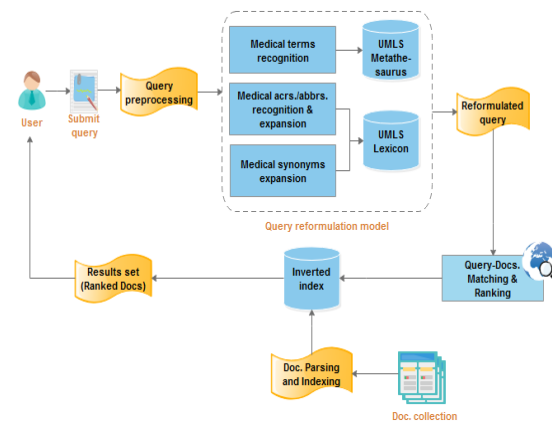 Medical terms
recognition
UMLS
Metathe-
saurus
User
Submit
query
Query
preprocessing
Medical acrs./abbrs.
recognition &
expansion
UMLS
Lexicon
Medical synonyms
expansion
Reformulated
query
Query reformulation model
Results set
(Ranked Docs)
Inverted
index
Query-Docs.
Matching &
Ranking
Doc. Parsing
and Indexing
Doc. collection